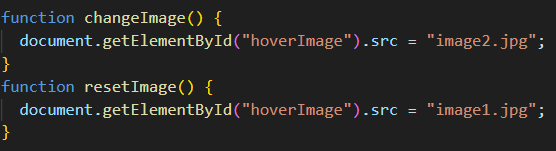 function changeImage() {
  document.getElementById("hoverImage").src = "image2.jpg";
}
function resetImage() {
  document.getElementById("hoverImage").src = "image1.jpg";
}